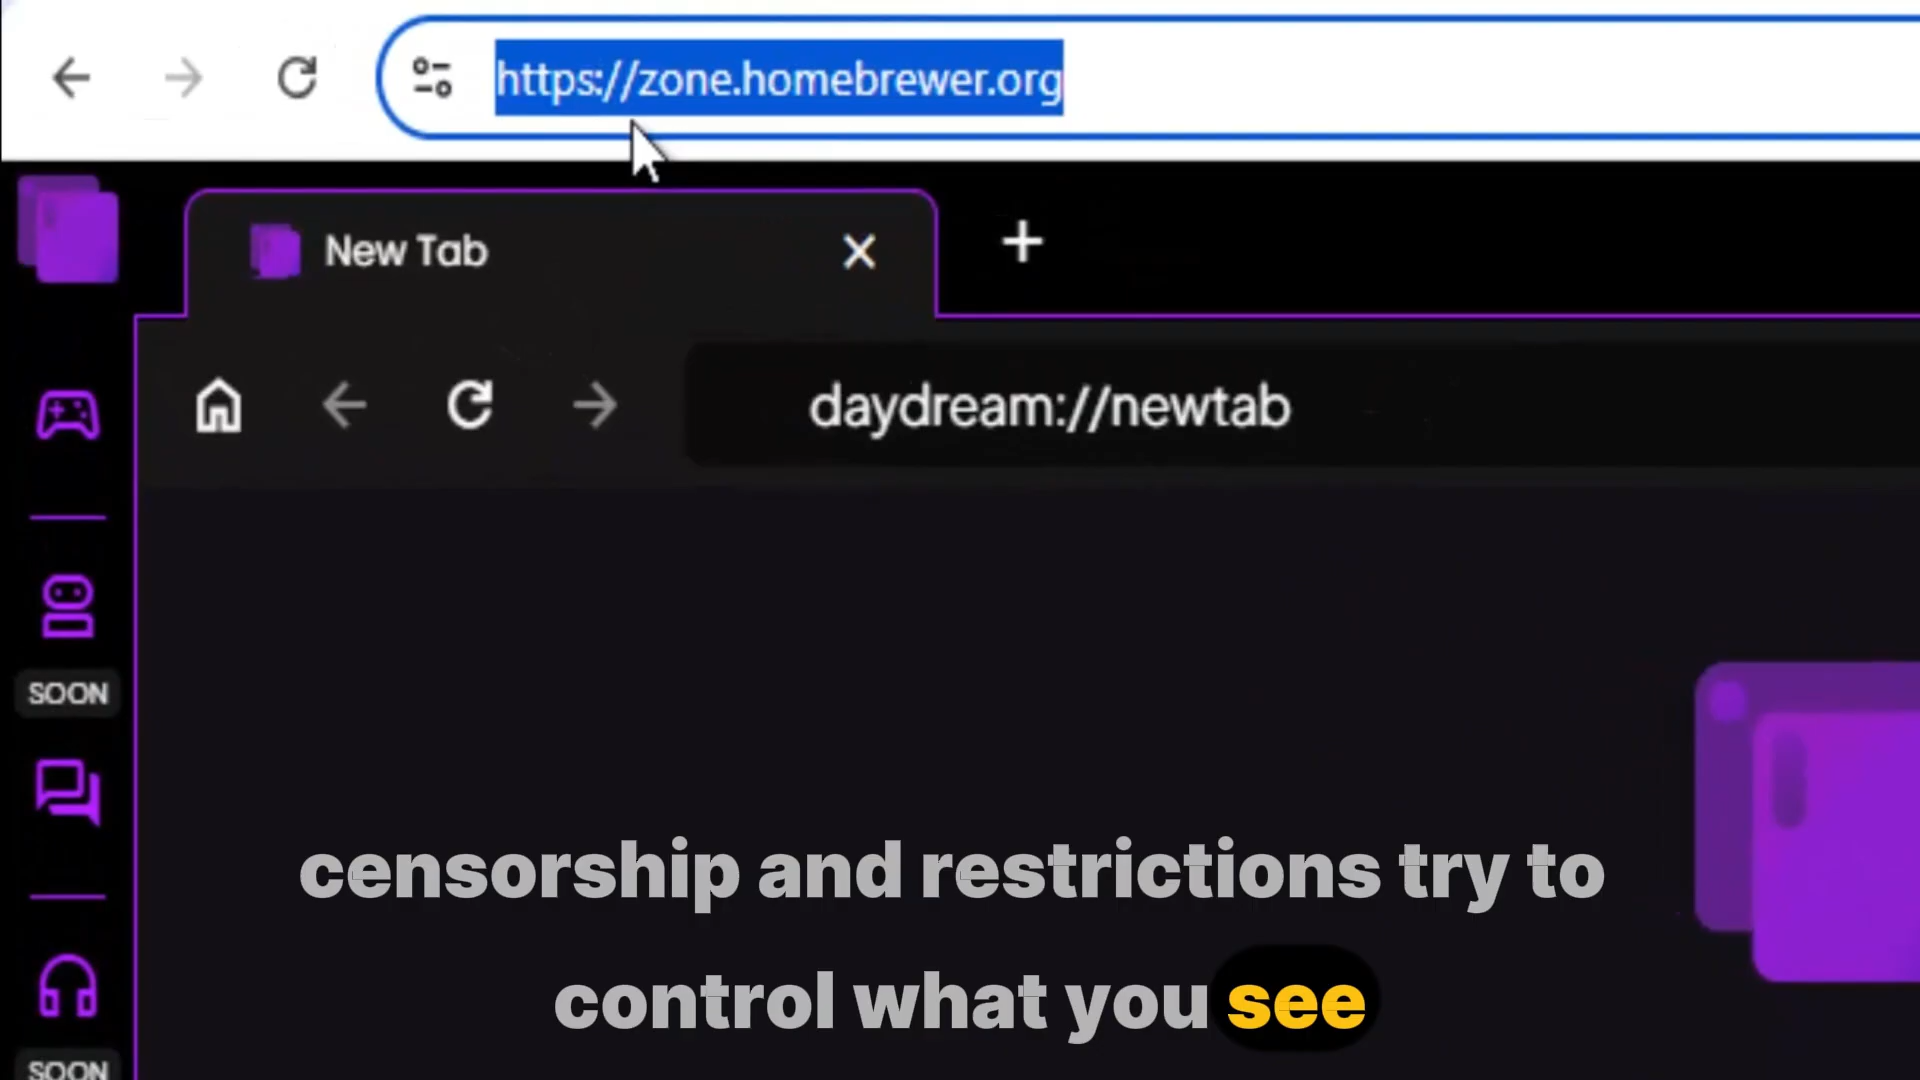 https://zone.homebrewer.org
New Tab
daydream://newtab
SOON
censorship and restrictions try to
control what you see
SOON